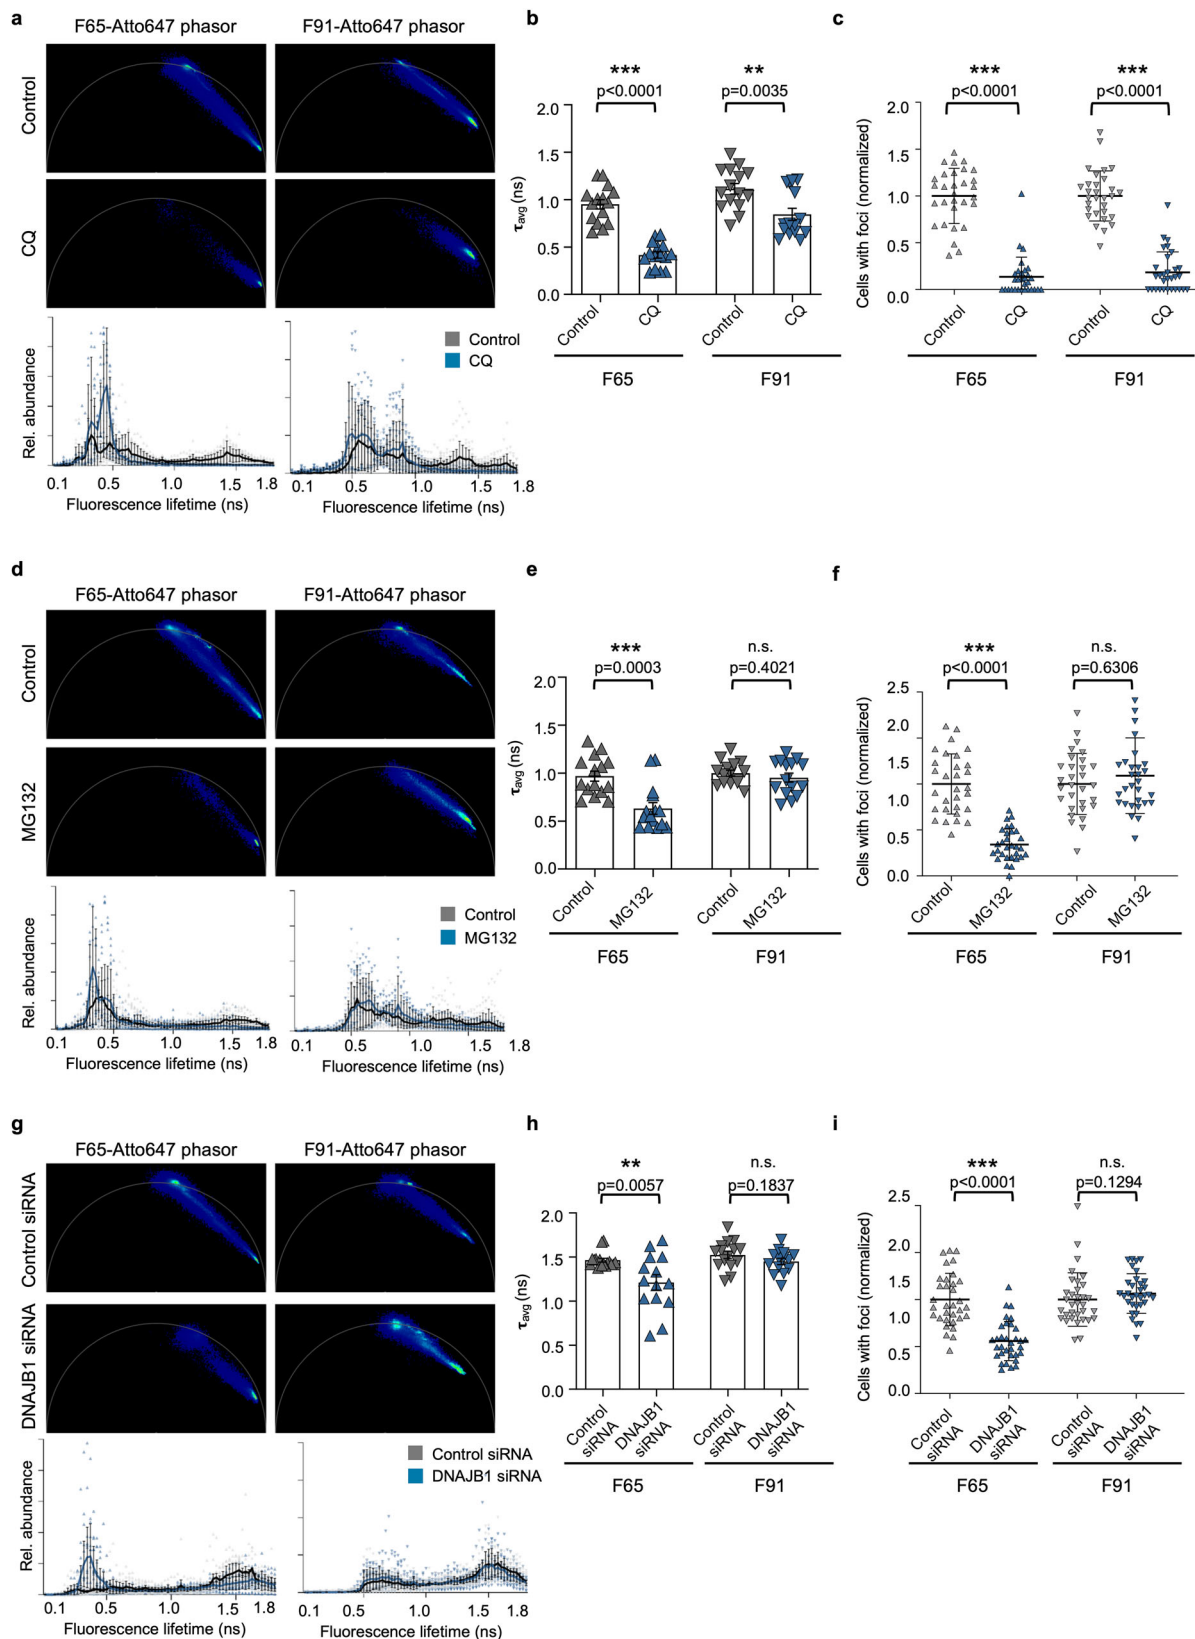 a
F65-Atto647 phasor
F91-Atto647 phasor
Control
CQ
Rel. abundance
Control
CQ
0.1 0.5 1.0 1.5 1.8
0.5 1.0 1.5 1.8
Fluorescence lifetime (ns)
Fluorescence lifetime (ns)
b
***
p<0.0001
**
p=0.0035
2.0
1.5
1.0
0.5
0.0
τavg (ns)
Control
CQ
Control
CQ
F65
F91
c
***
p<0.0001
***
p<0.0001
2.0
1.5
1.0
0.5
0.0
Cells with foci (normalized)
Control
CQ
Control
CQ
F65
F91
d
F65-Atto647 phasor
F91-Atto647 phasor
Control
MG132
Rel. abundance
Control
MG132
0.1 0.5 1.0 1.5 1.8
0.1 0.5 1.0 1.5 1.8
Fluorescence lifetime (ns)
Fluorescence lifetime (ns)
e
***
p=0.0003
n.s.
p=0.4021
2.0
1.5
1.0
0.5
0.0
τavg (ns)
Control
MG132
Control
MG132
F65
F91
f
***
p<0.0001
n.s.
p=0.6306
2.5
2.0
1.5
1.0
0.5
0.0
Cells with foci (normalized)
Control
MG132
Control
MG132
F65
F91
g
F65-Atto647 phasor
F91-Atto647 phasor
Control siRNA
DNAJB1 siRNA
Rel. abundance
Control siRNA
DNAJB1 siRNA
0.1 0.5 1.0 1.5 1.8
0.1 0.5 1.0 1.5 1.8
Fluorescence lifetime (ns)
Fluorescence lifetime (ns)
h
**
p=0.0057
n.s.
p=0.1837
2.0
1.5
1.0
0.5
0.0
τavg (ns)
Control
siRNA
DNAJB1
siRNA
Control
siRNA
DNAJB1
siRNA
F65
F91
i
***
p<0.0001
n.s.
p=0.1294
2.5
2.0
1.5
1.0
0.5
0.0
Cells with foci (normalized)
Control
siRNA
DNAJB1
siRNA
Control
siRNA
DNAJB1
siRNA
F65
F91